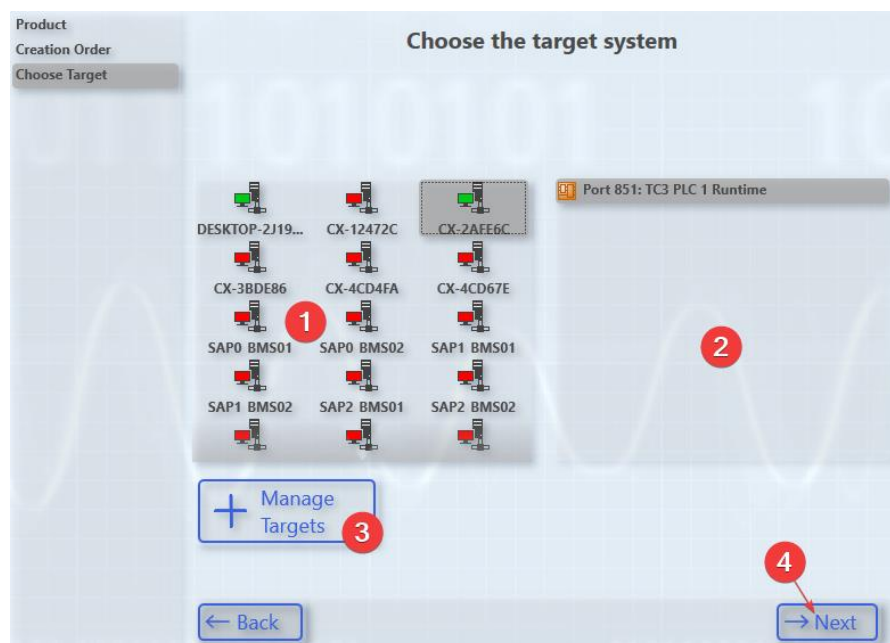 Product
Creation Order
Choose Target
Choose the target system
1010101
10
DESKTOP-2J19...
CX-12472C
CX-2AFE6C
Port 851: TC3 PLC 1 Runtime
CX-3BDE86
CX-4CD4FA
CX-4CD67E
1
SAP0 BMS01
SAP0 BMS02
SAP1 BMS01
2
SAP1 BMS02
SAP2 BMS01
SAP2 BMS02
Manage
Targets
3
4
Back
Next